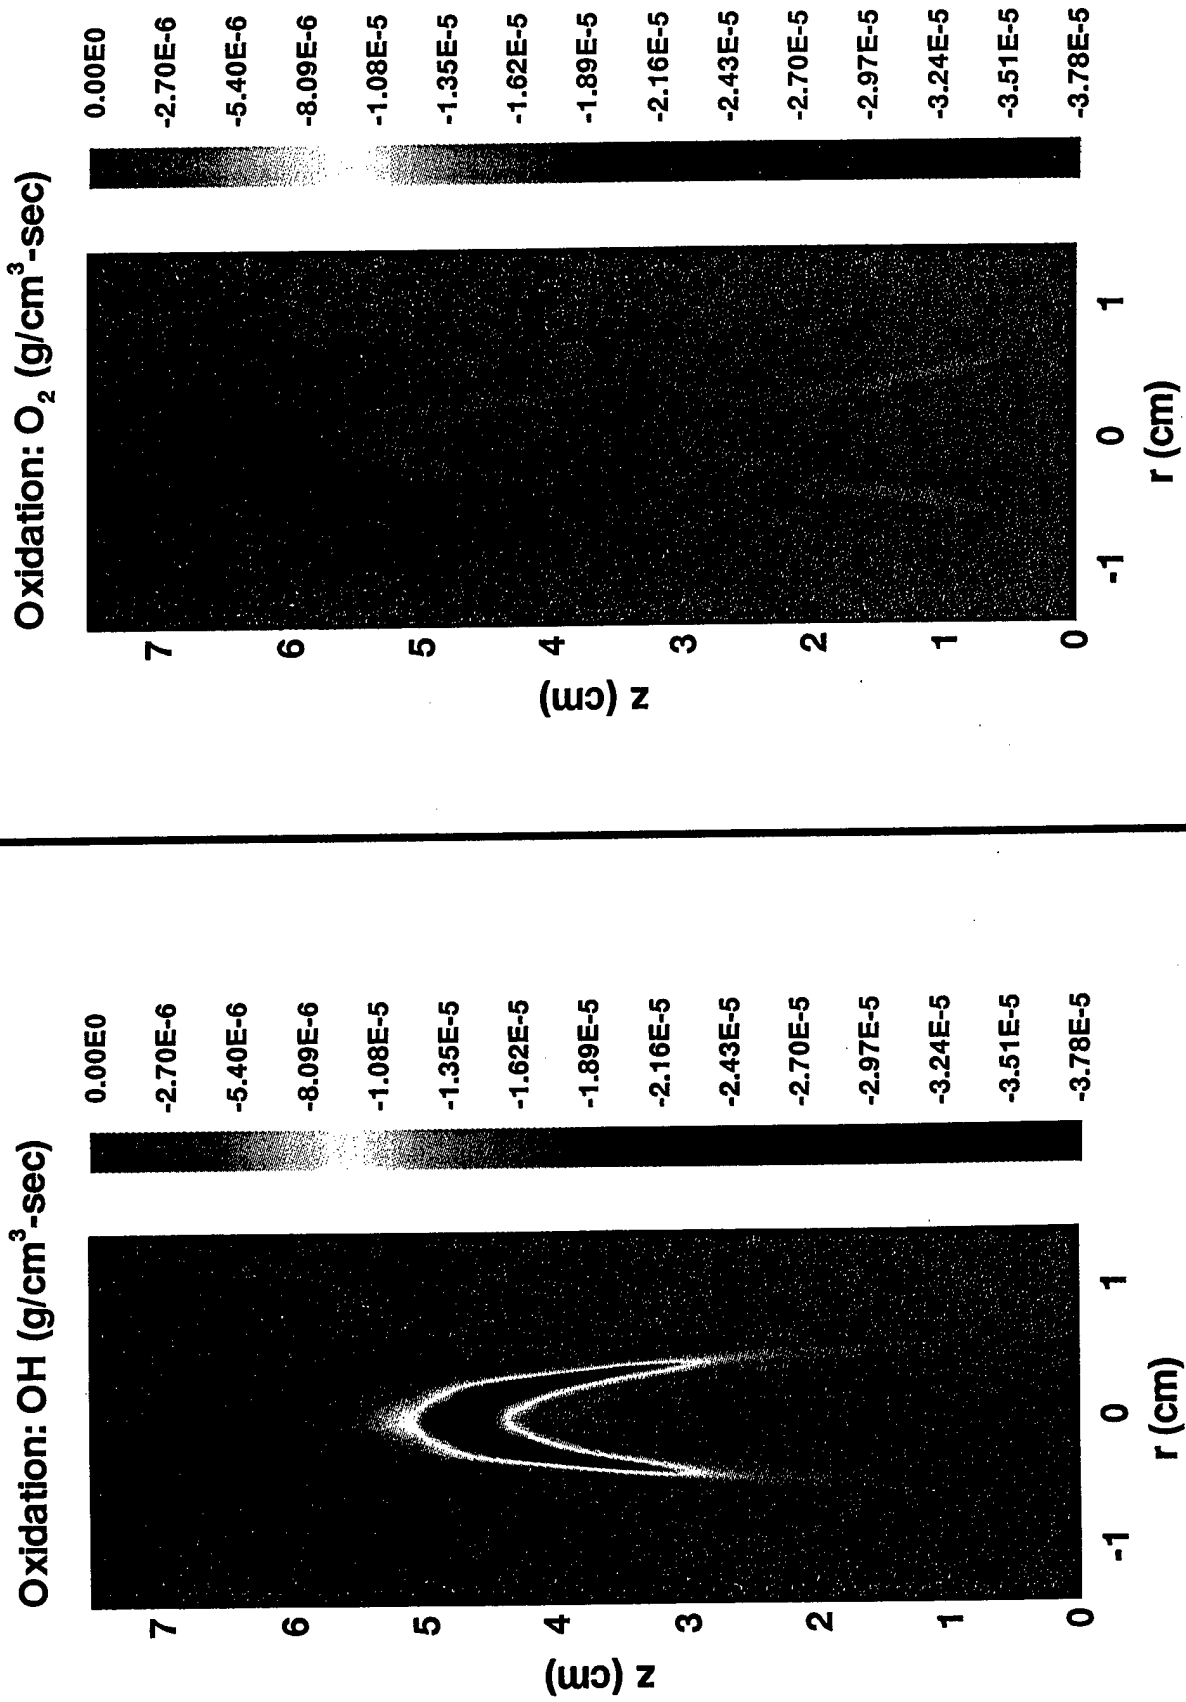 Oxidation: OH (g/cm³-sec)
0.00E0
-2.70E-6
-5.40E-6
-8.09E-6
-1.08E-5
-1.35E-5
-1.62E-5
-1.89E-5
-2.16E-5
-2.43E-5
-2.70E-5
-2.97E-5
-3.24E-5
-3.51E-5
-3.78E-5
7
6
5
4
3
2
1
0
z (cm)
-1
0
1
r (cm)
Oxidation: O₂ (g/cm³-sec)
0.00E0
-2.70E-6
-5.40E-6
-8.09E-6
-1.08E-5
-1.35E-5
-1.62E-5
-1.89E-5
-2.16E-5
-2.43E-5
-2.70E-5
-2.97E-5
-3.24E-5
-3.51E-5
-3.78E-5
7
6
5
4
3
2
1
0
z (cm)
-1
0
1
r (cm)